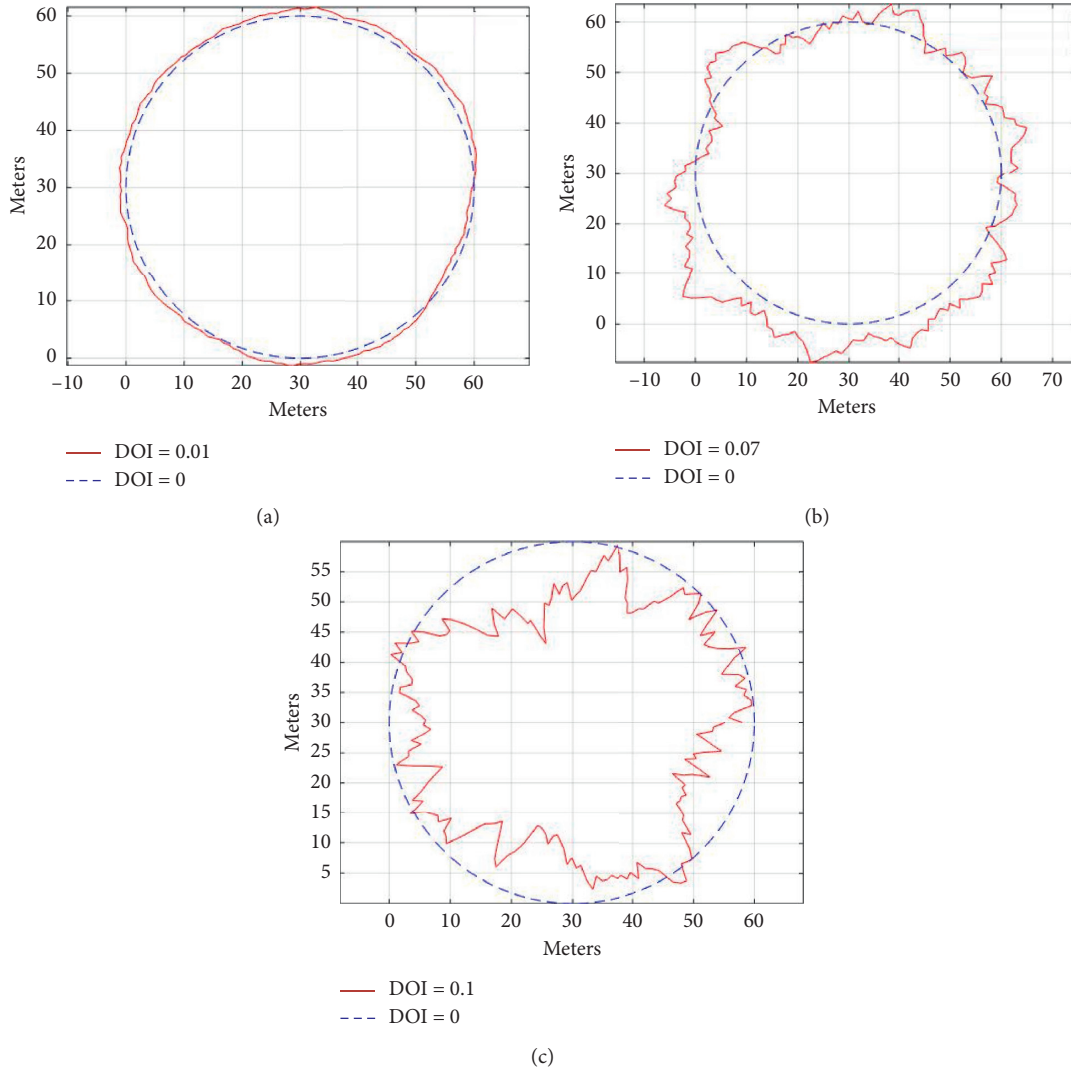 60
50
40
30
20
10
0
Meters
–10 0 10 20 30 40 50 60
Meters
DOI = 0.01
DOI = 0
(a)
60
50
40
30
20
10
0
Meters
–10 0 10 20 30 40 50 60 70
Meters
DOI = 0.07
DOI = 0
(b)
55
50
45
40
35
30
25
20
15
10
5
Meters
0 10 20 30 40 50 60
Meters
DOI = 0.1
DOI = 0
(c)